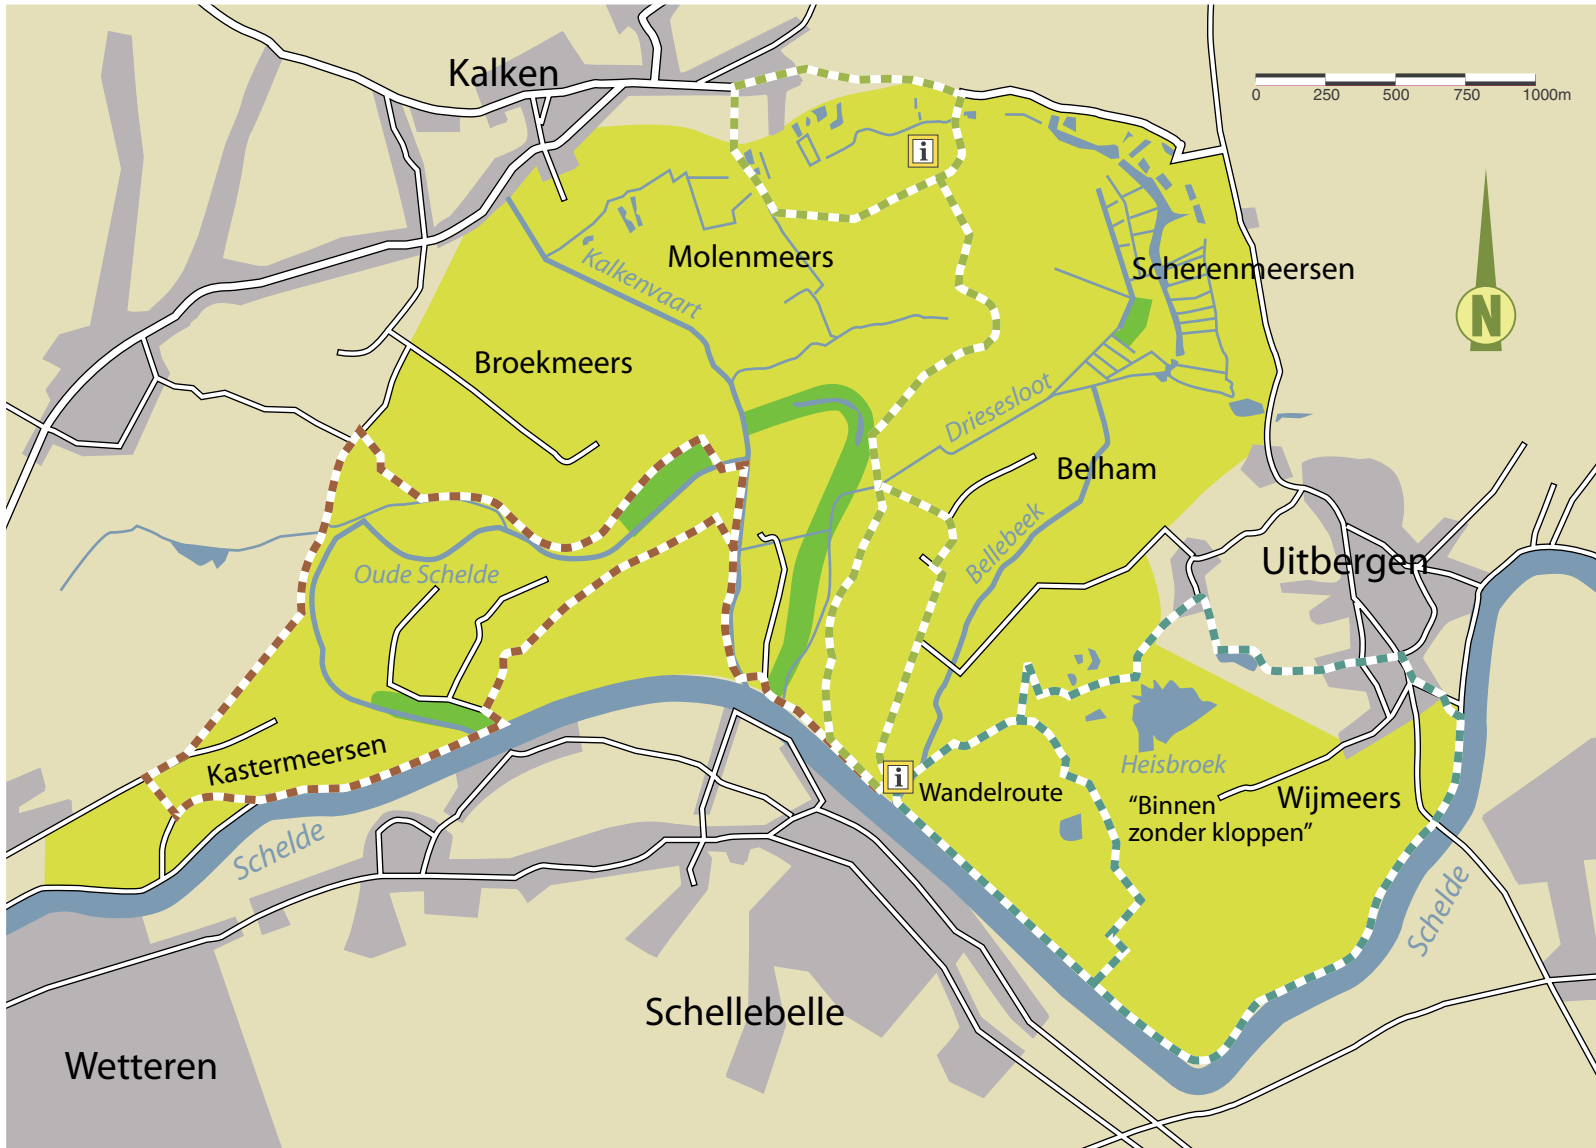 Kalken
0 250 500 750 1000m
i
Kalkenvaart
Molenmeers
Scherenmeersen
N
Broekmeers
Driesesloot
Belham
Bellebeek
Uitbergen
Oude Schelde
Kastermeersen
i
Wandelroute
Heisbroek
“Binnen
zonder kloppen”
Wijmeers
Schelde
Schelde
Schellebelle
Wetteren